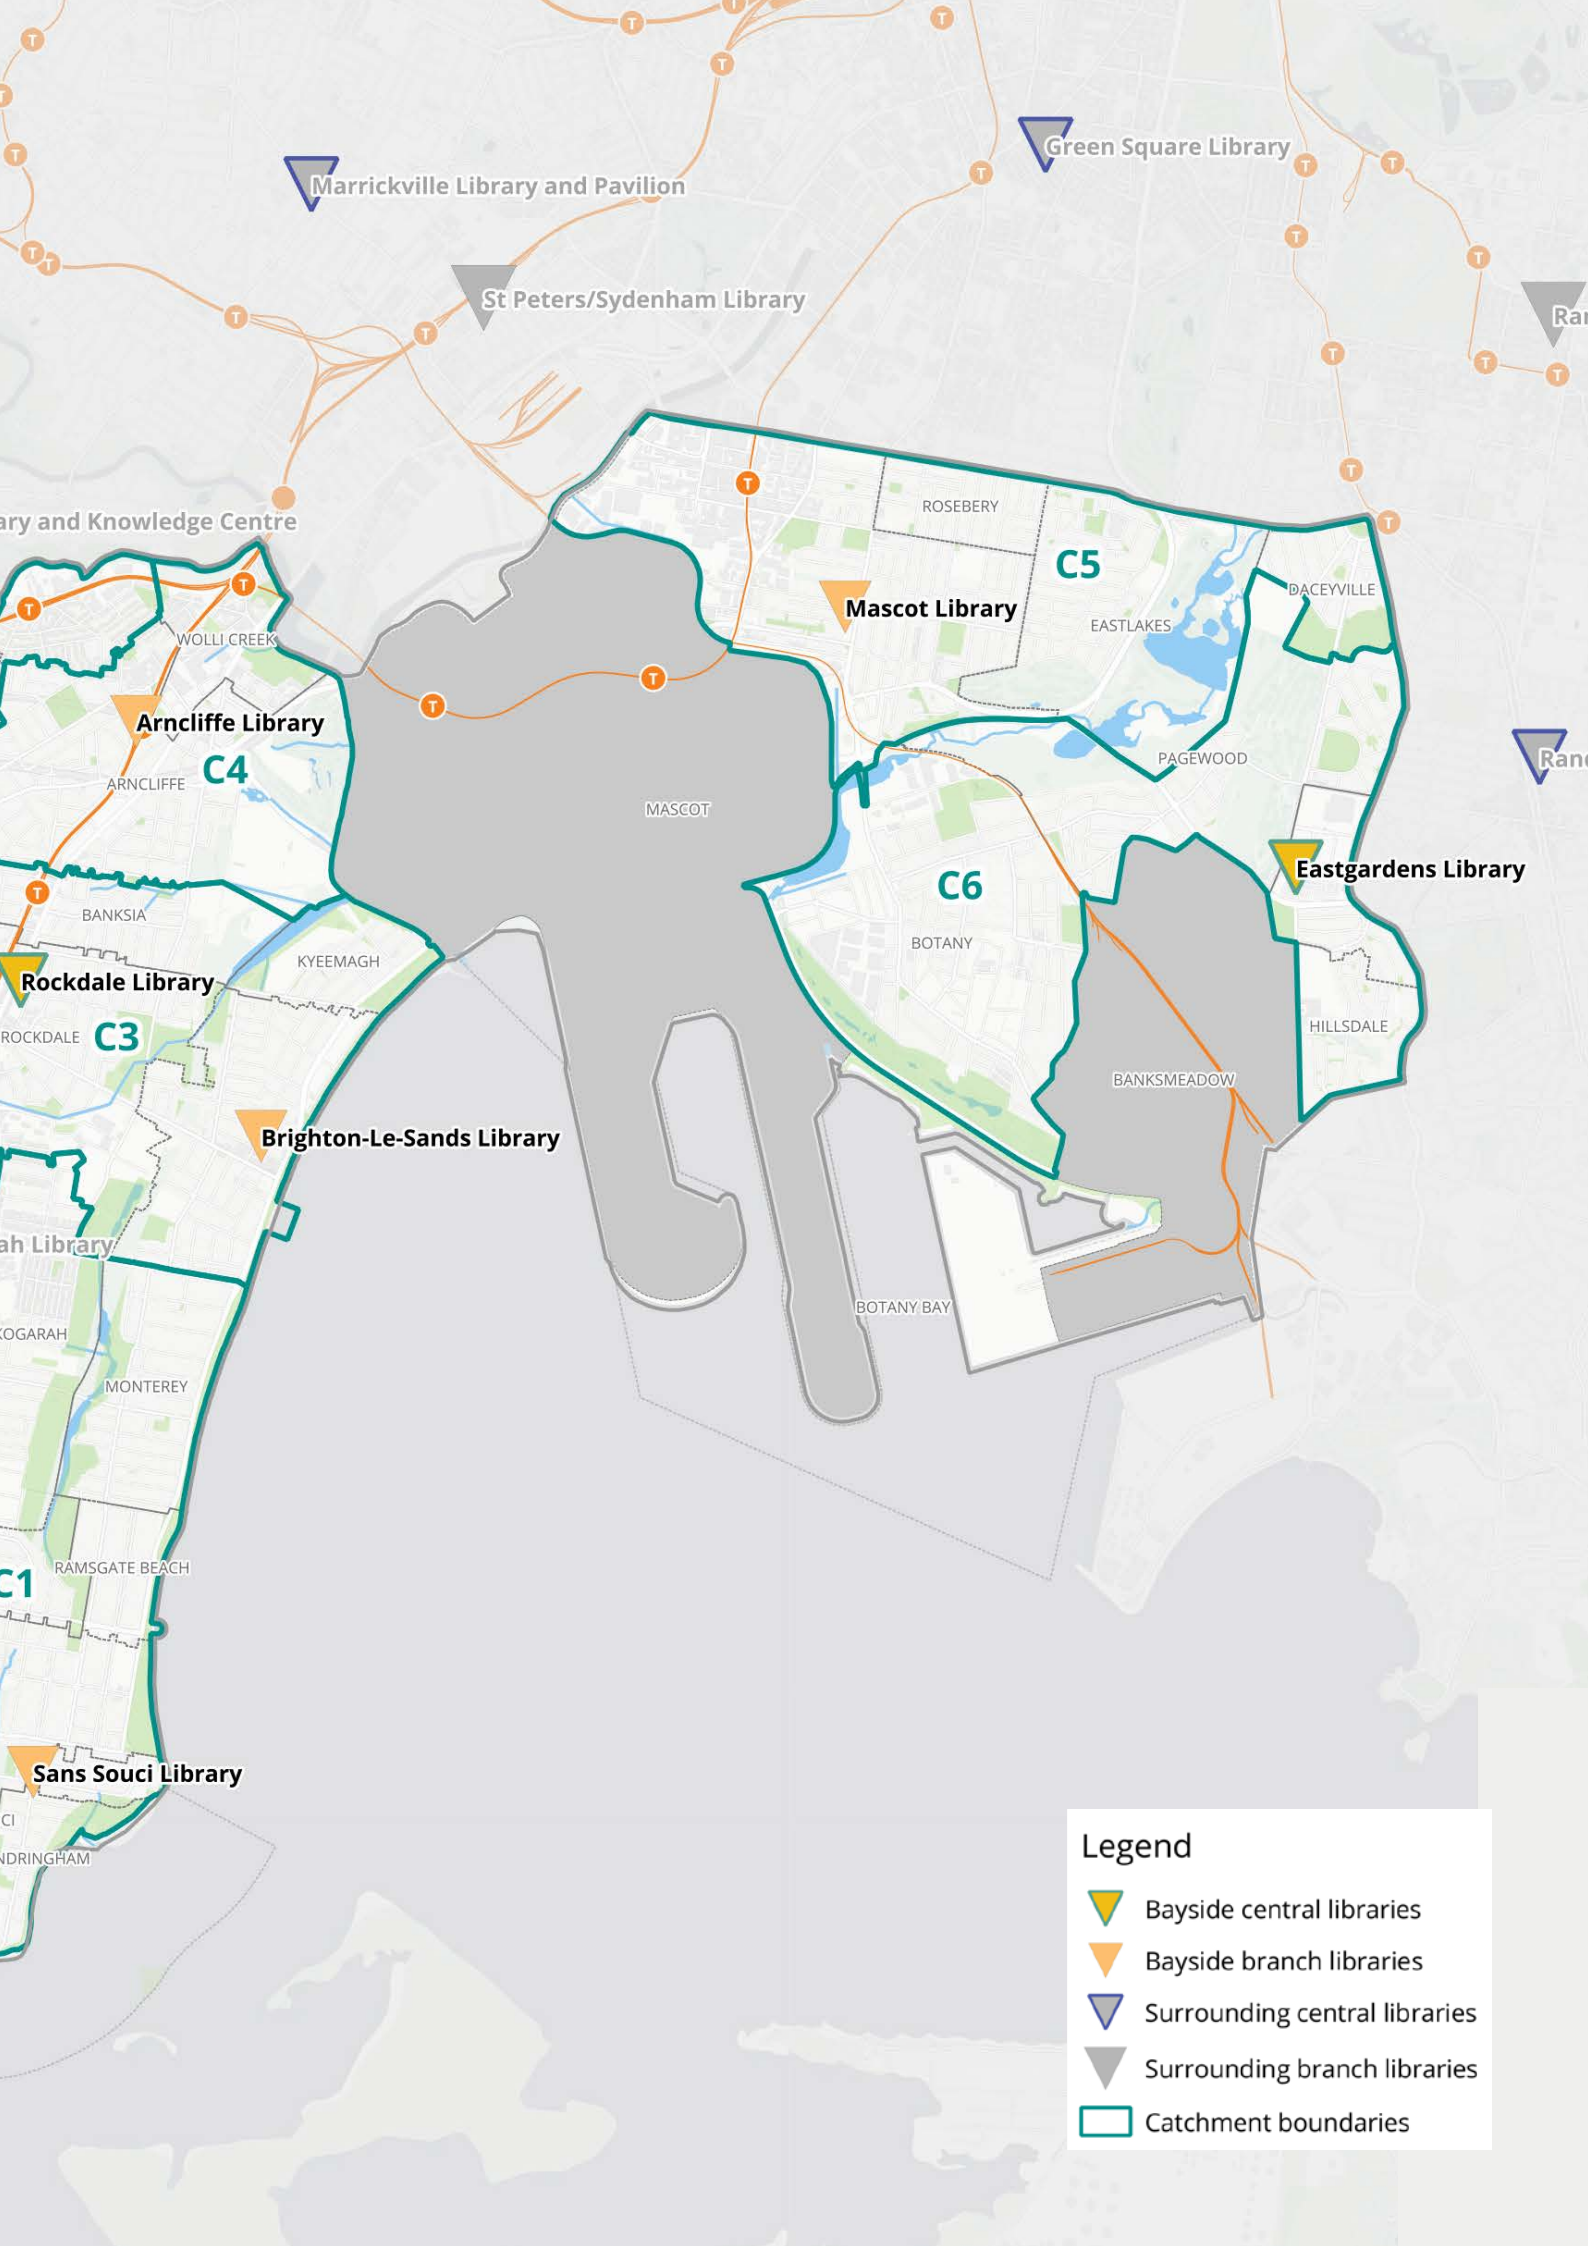 T
T
T
T
T
T
Green Square Library
T
T
T
T
Marrickville Library and Pavilion
T
T
T
T
T
St Peters/Sydenham Library
T
T
T
T
T
T
T
T
ROSEBERY
ary and Knowledge Centre
T
C5
T
T
DACEYVILLE
Mascot Library
EASTLAKES
WOLLI CREEK
T
T
Arncliffe Library
C4
PAGEWOOD
ARNCLIFFE
MASCOT
Eastgardens Library
C6
T
BANKSIA
BOTANY
KYEEMAGH
Rockdale Library
HILLSDALE
ROCKDALE
C3
BANKSMEADOW
Brighton-Le-Sands Library
ah Library
BOTANY BAY
KOGARAH
MONTEREY
RAMSGATE BEACH
C1
Sans Souci Library
CI
NDRINGHAM
Legend
Bayside central libraries
Bayside branch libraries
Surrounding central libraries
Surrounding branch libraries
Catchment boundaries